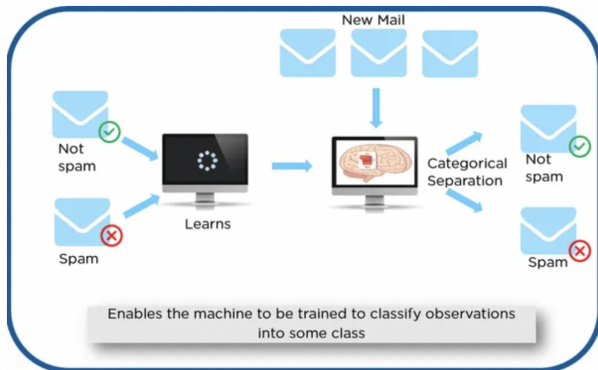 New Mail
Not
spam
Learns
Spam
Categorical
Separation
Not
spam
Spam
Enables the machine to be trained to classify observations
into some class